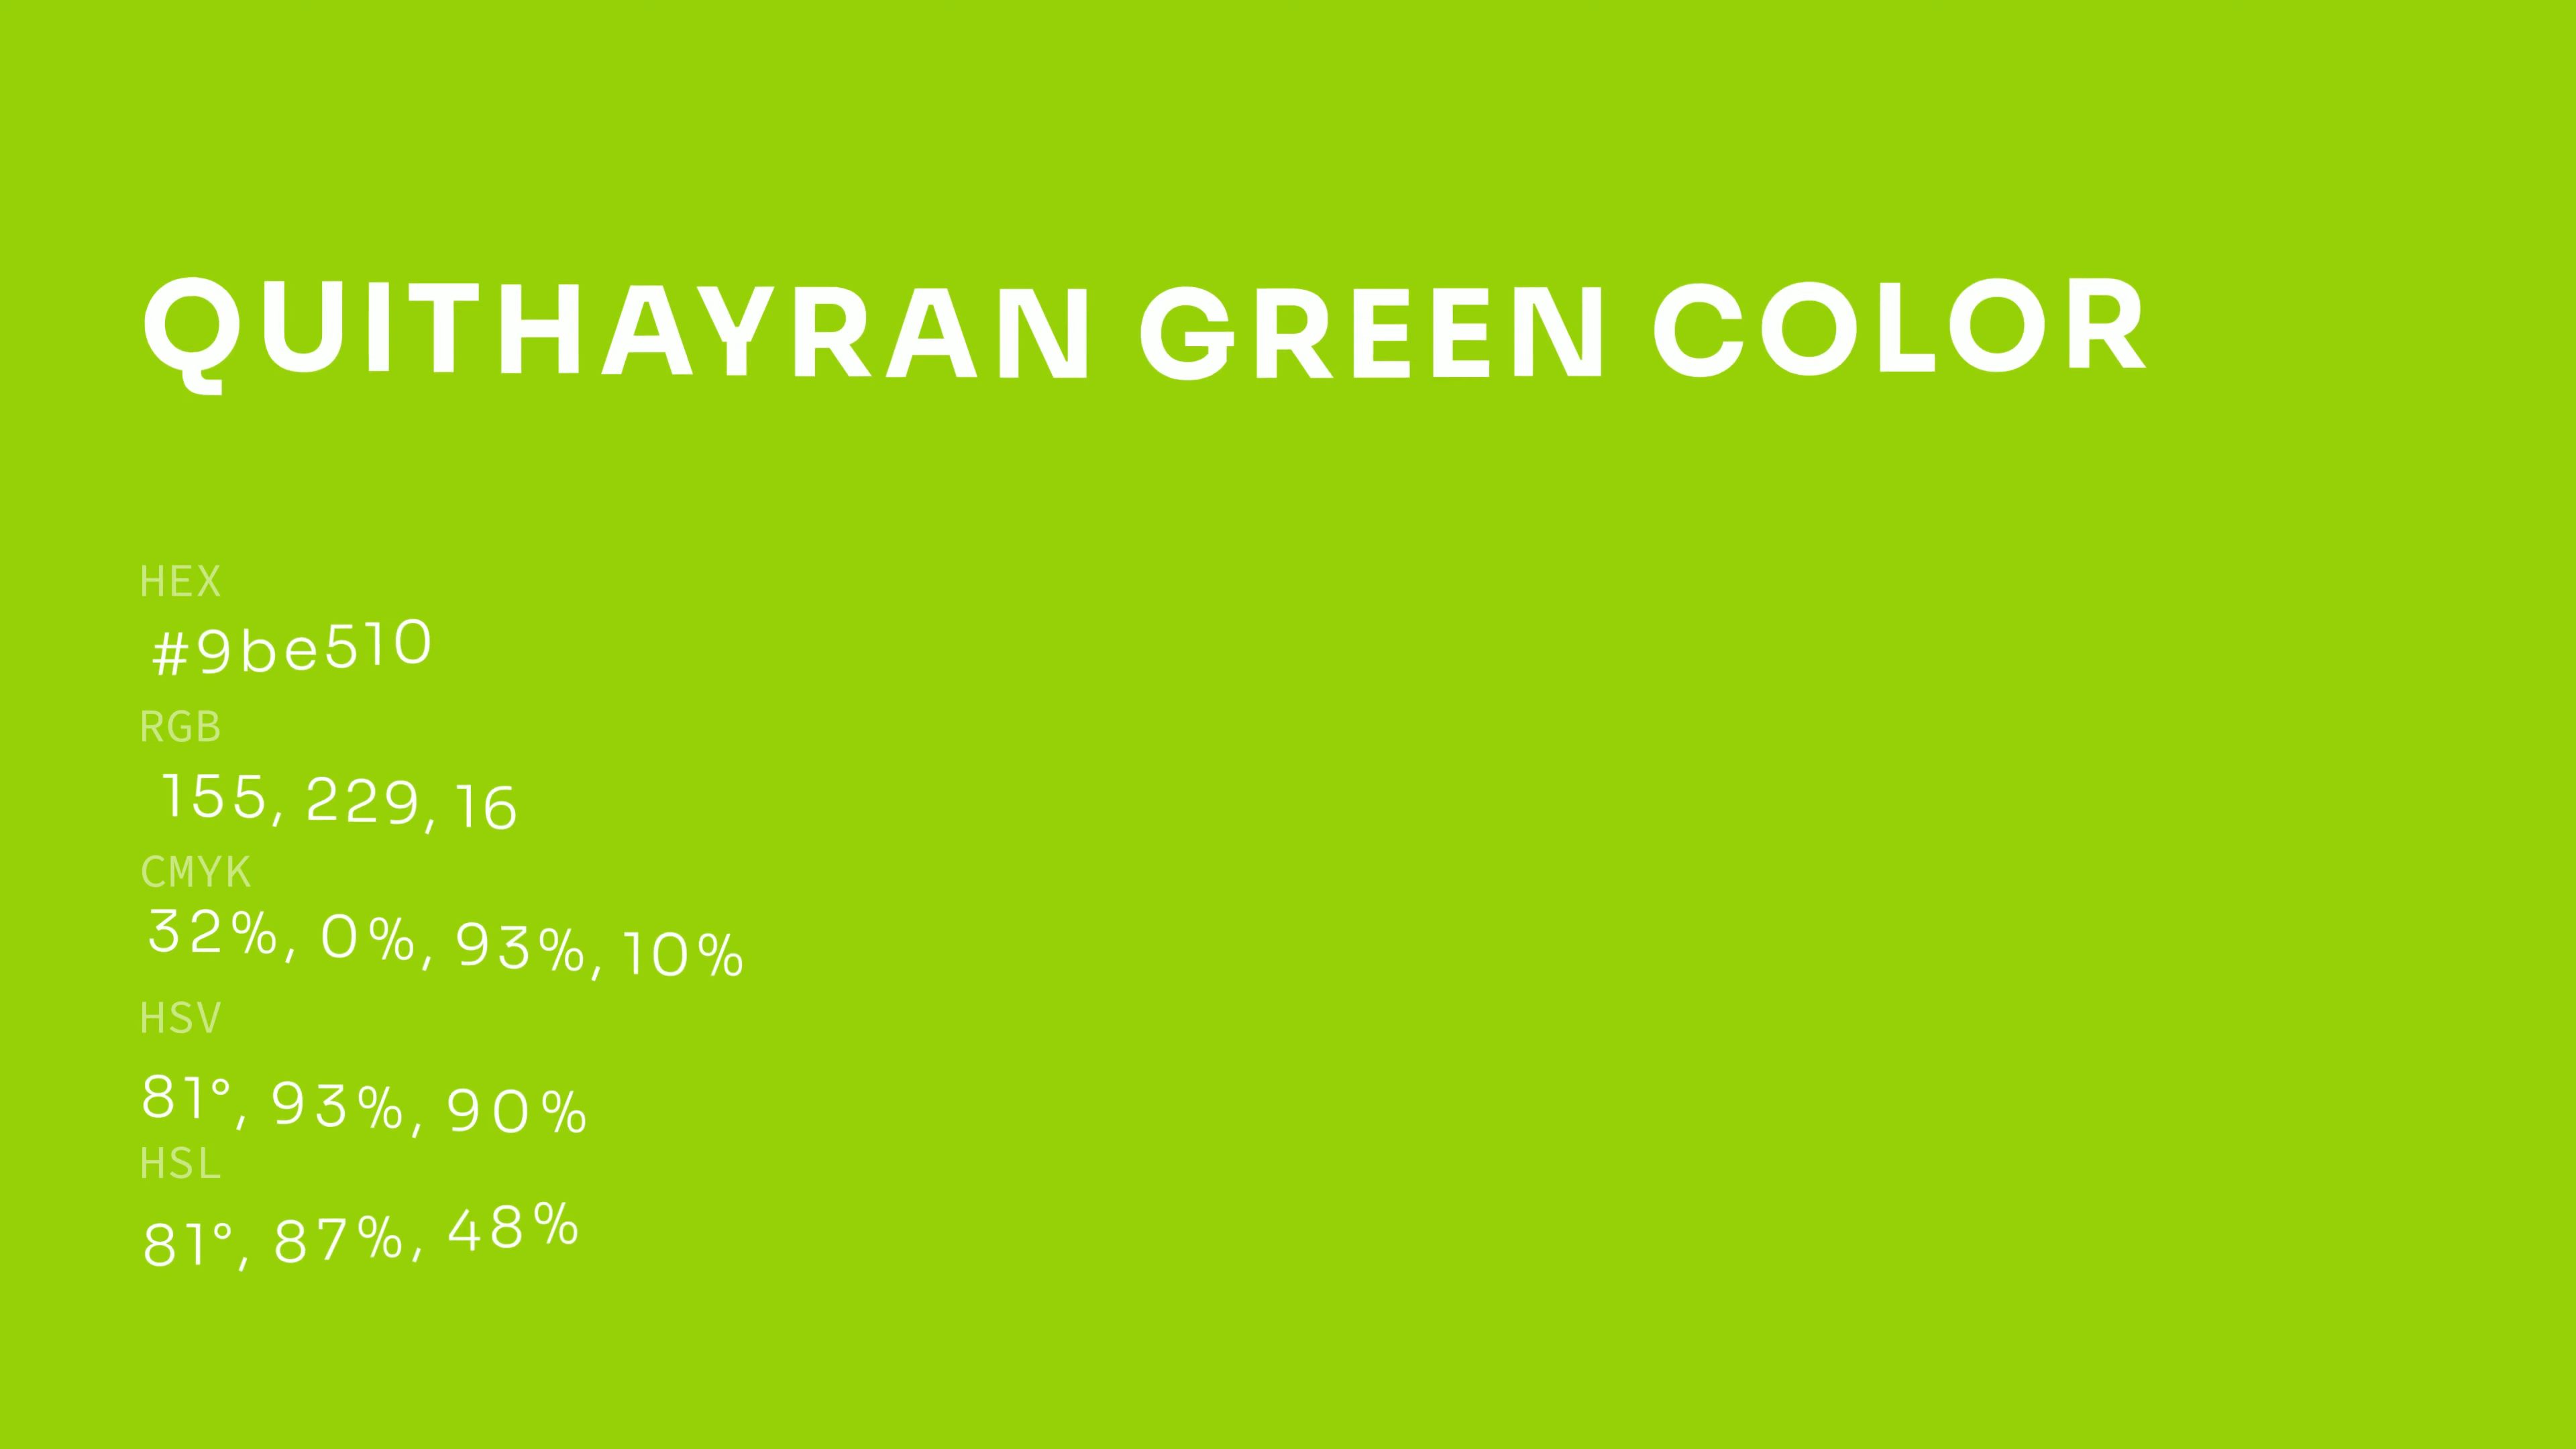 QUITHAYRAN GREEN COLOR
HEX
#9be510
RGB
155, 229, 16
CMYK
32%, 0%, 93%, 10%
HSV
81°, 93%, 90%
HSL
81°, 87%, 48%